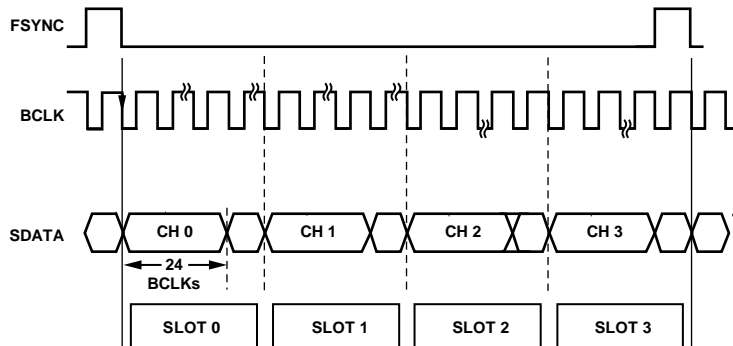 FSYNC
BCLK
SDATA
CH 0
CH 1
CH 2
CH 3
24
BCLKs
SLOT 0
SLOT 1
SLOT 2
SLOT 3